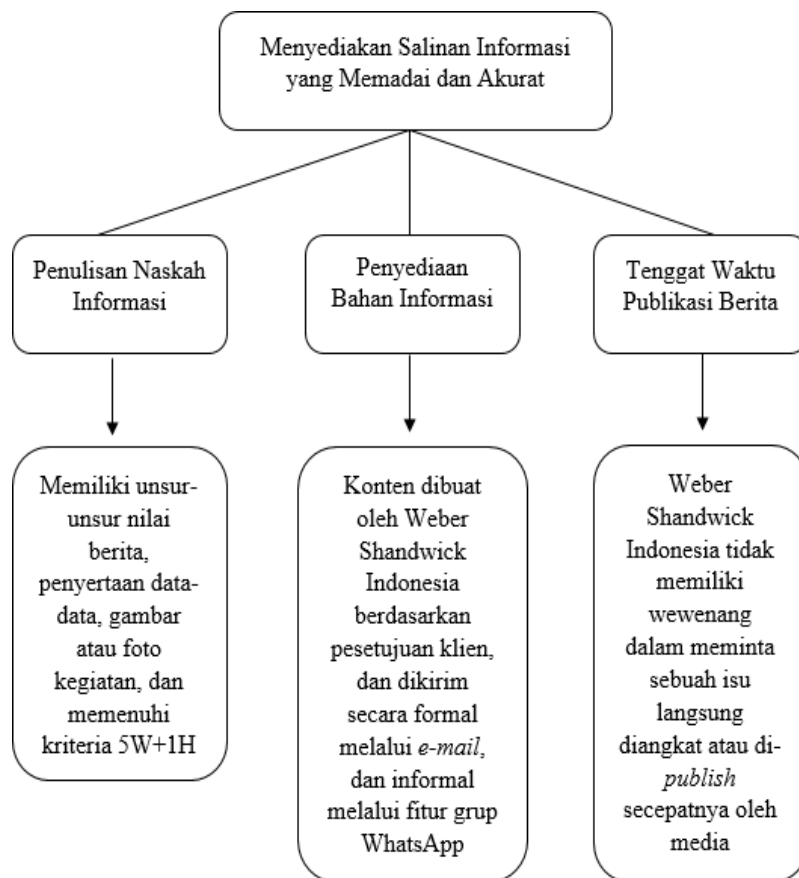 Menyediakan Salinan Informasi
yang Memadai dan Akurat
Penulisan Naskah
Informasi
Penyediaan
Bahan Informasi
Tenggat Waktu
Publikasi Berita
Memiliki unsur-
unsur nilai
berita,
penyertaan data-
data, gambar
atau foto
kegiatan, dan
memenuhi
kriteria 5W+1H
Konten dibuat
oleh Weber
Shandwick
Indonesia
berdasarkan
pesetujuan klien,
dan dikirim
secara formal
melalui e-mail,
dan informal
melalui fitur grup
WhatsApp
Weber
Shandwick
Indonesia tidak
memiliki
wewenang
dalam meminta
sebuah isu
langsung
diangkat atau di-
publish
secepatnya oleh
media